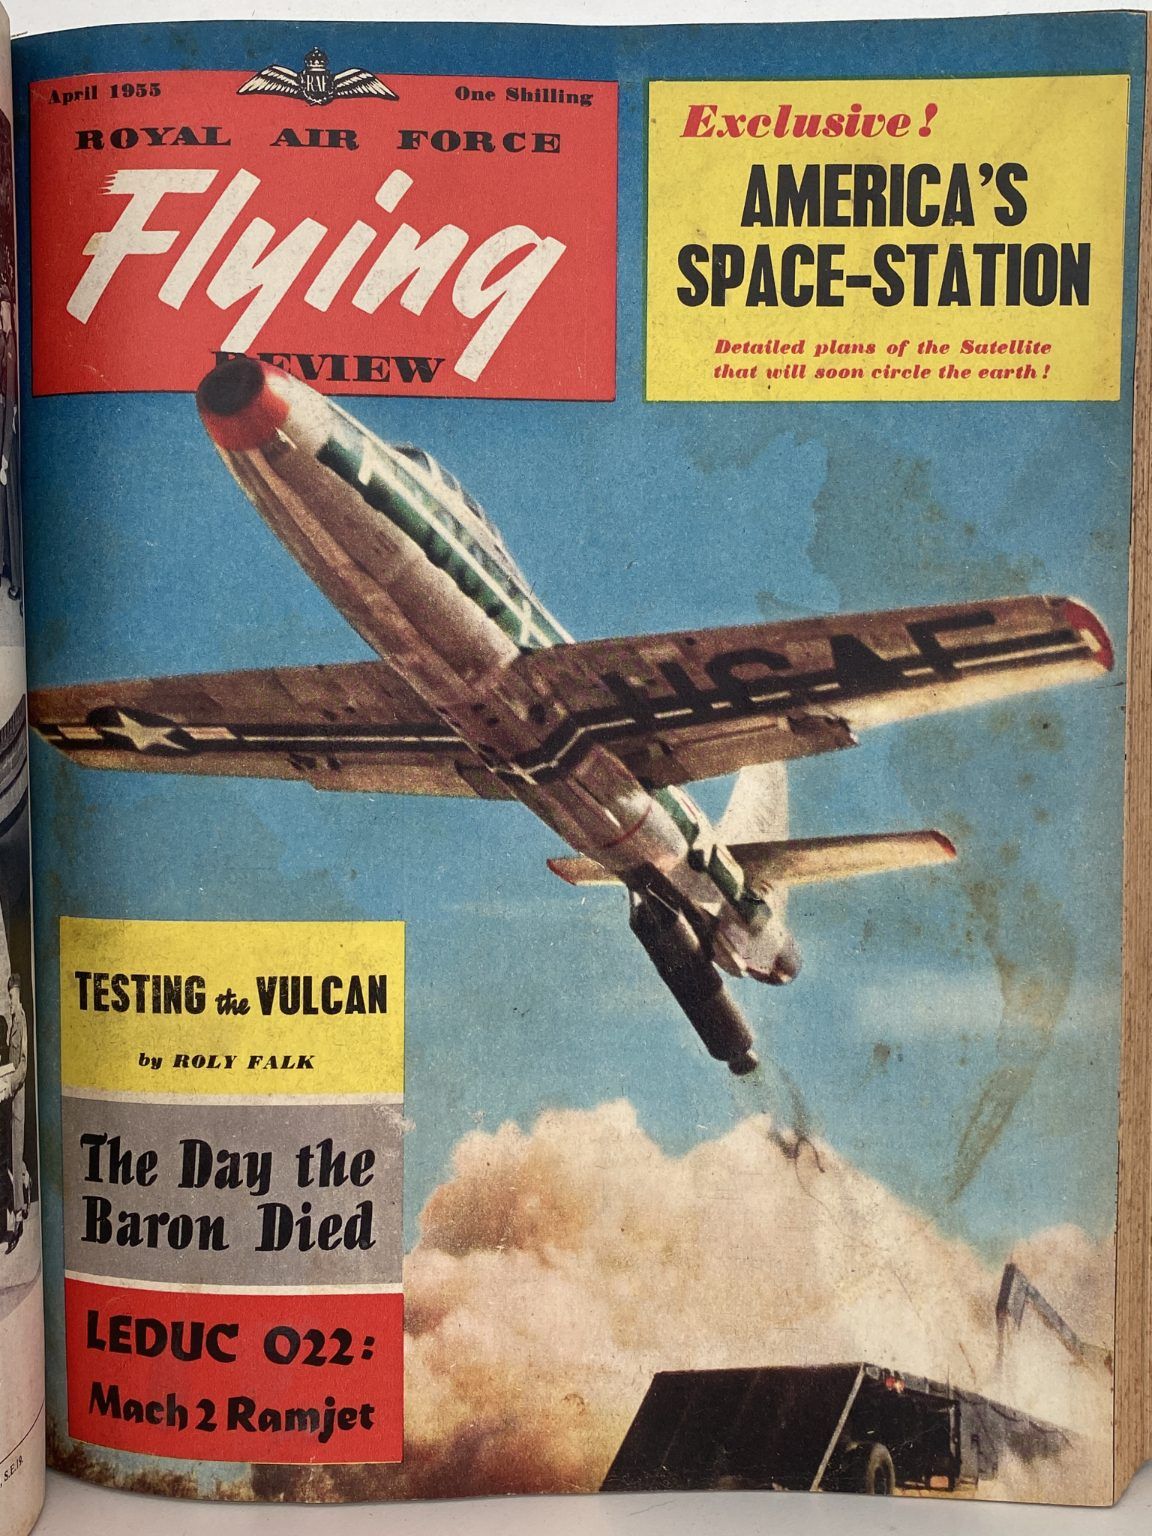 April 1955
RAF
One Shilling
ROYAL AIR FORCE
Flying
REVIEW
Exclusive!
AMERICA'S
SPACE-STATION
Detailed plans of the Satellite
that will soon circle the earth!
USAF
TESTING the VULCAN
by ROLY FALK
The Day the
Baron Died
LEDUC 022:
Mach 2 Ramjet
S.E.19.